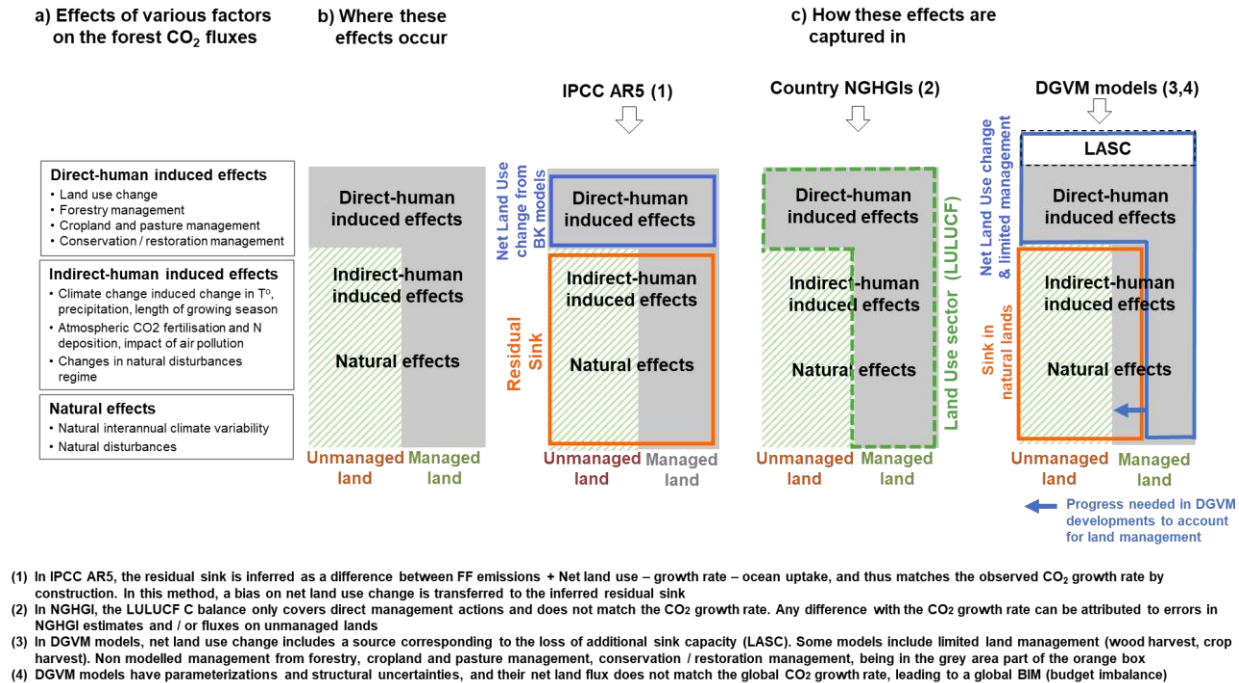 a) Effects of various factors
on the forest CO₂ fluxes
b) Where these
effects occur
c) How these effects are
captured in
IPCC AR5 (1)
Country NGHGIs (2)
DGVM models (3,4)
Direct-human induced effects
• Land use change
• Forestry management
• Cropland and pasture management
• Conservation / restoration management
Indirect-human induced effects
• Climate change induced change in Tº,
precipitation, length of growing season
• Atmospheric CO2 fertilisation and N
deposition, impact of air pollution
• Changes in natural disturbances
regime
Natural effects
• Natural interannual climate variability
• Natural disturbances
Direct-human
induced effects
Indirect-human
induced effects
Natural effects
Unmanaged
land
Managed
land
Net Land Use
change from
BK models
Residual
Sink
Direct-human
induced effects
Indirect-human
induced effects
Natural effects
Unmanaged
land
Managed
land
Direct-human
induced effects
Indirect-human
induced effects
Natural effects
Land Use sector (LULUCF)
Unmanaged
land
Managed
land
Net Land Use change
& limited management
Sink in
natural lands
LASC
Direct-human
induced effects
Indirect-human
induced effects
Natural effects
Unmanaged
land
Managed
land
Progress needed in DGVM
developments to account
for land management
(1) In IPCC AR5, the residual sink is inferred as a difference between FF emissions + Net land use – growth rate – ocean uptake, and thus matches the observed CO₂ growth rate by
construction. In this method, a bias on net land use change is transferred to the inferred residual sink
(2) In NGHGI, the LULUCF C balance only covers direct management actions and does not match the CO₂ growth rate. Any difference with the CO₂ growth rate can be attributed to errors in
NGHGI estimates and / or fluxes on unmanaged lands
(3) In DGVM models, net land use change includes a source corresponding to the loss of additional sink capacity (LASC). Some models include limited land management (wood harvest, crop
harvest). Non modelled management from forestry, cropland and pasture management, conservation / restoration management, being in the grey area part of the orange box
(4) DGVM models have parameterizations and structural uncertainties, and their net land flux does not match the global CO₂ growth rate, leading to a global BIM (budget imbalance)